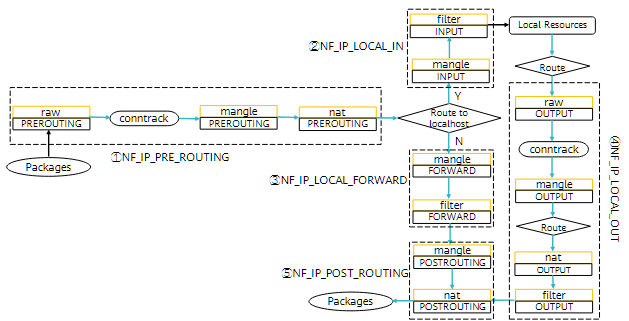 filter
INPUT
②NF_IP_LOCAL_IN
mangle
INPUT
Local Resources
Route
raw
PREROUTING
conntrack
mangle
PREROUTING
nat
PREROUTING
Y
Route to
localhost
N
Packages
①NF_IP_PRE_ROUTING
raw
OUTPUT
conntrack
mangle
OUTPUT
Route
nat
OUTPUT
filter
OUTPUT
④NF_IP_LOCAL_OUT
mangle
FORWARD
③NF_IP_LOCAL_FORWARD
filter
FORWARD
mangle
POSTROUTING
⑤NF_IP_POST_ROUTING
nat
POSTROUTING
Packages